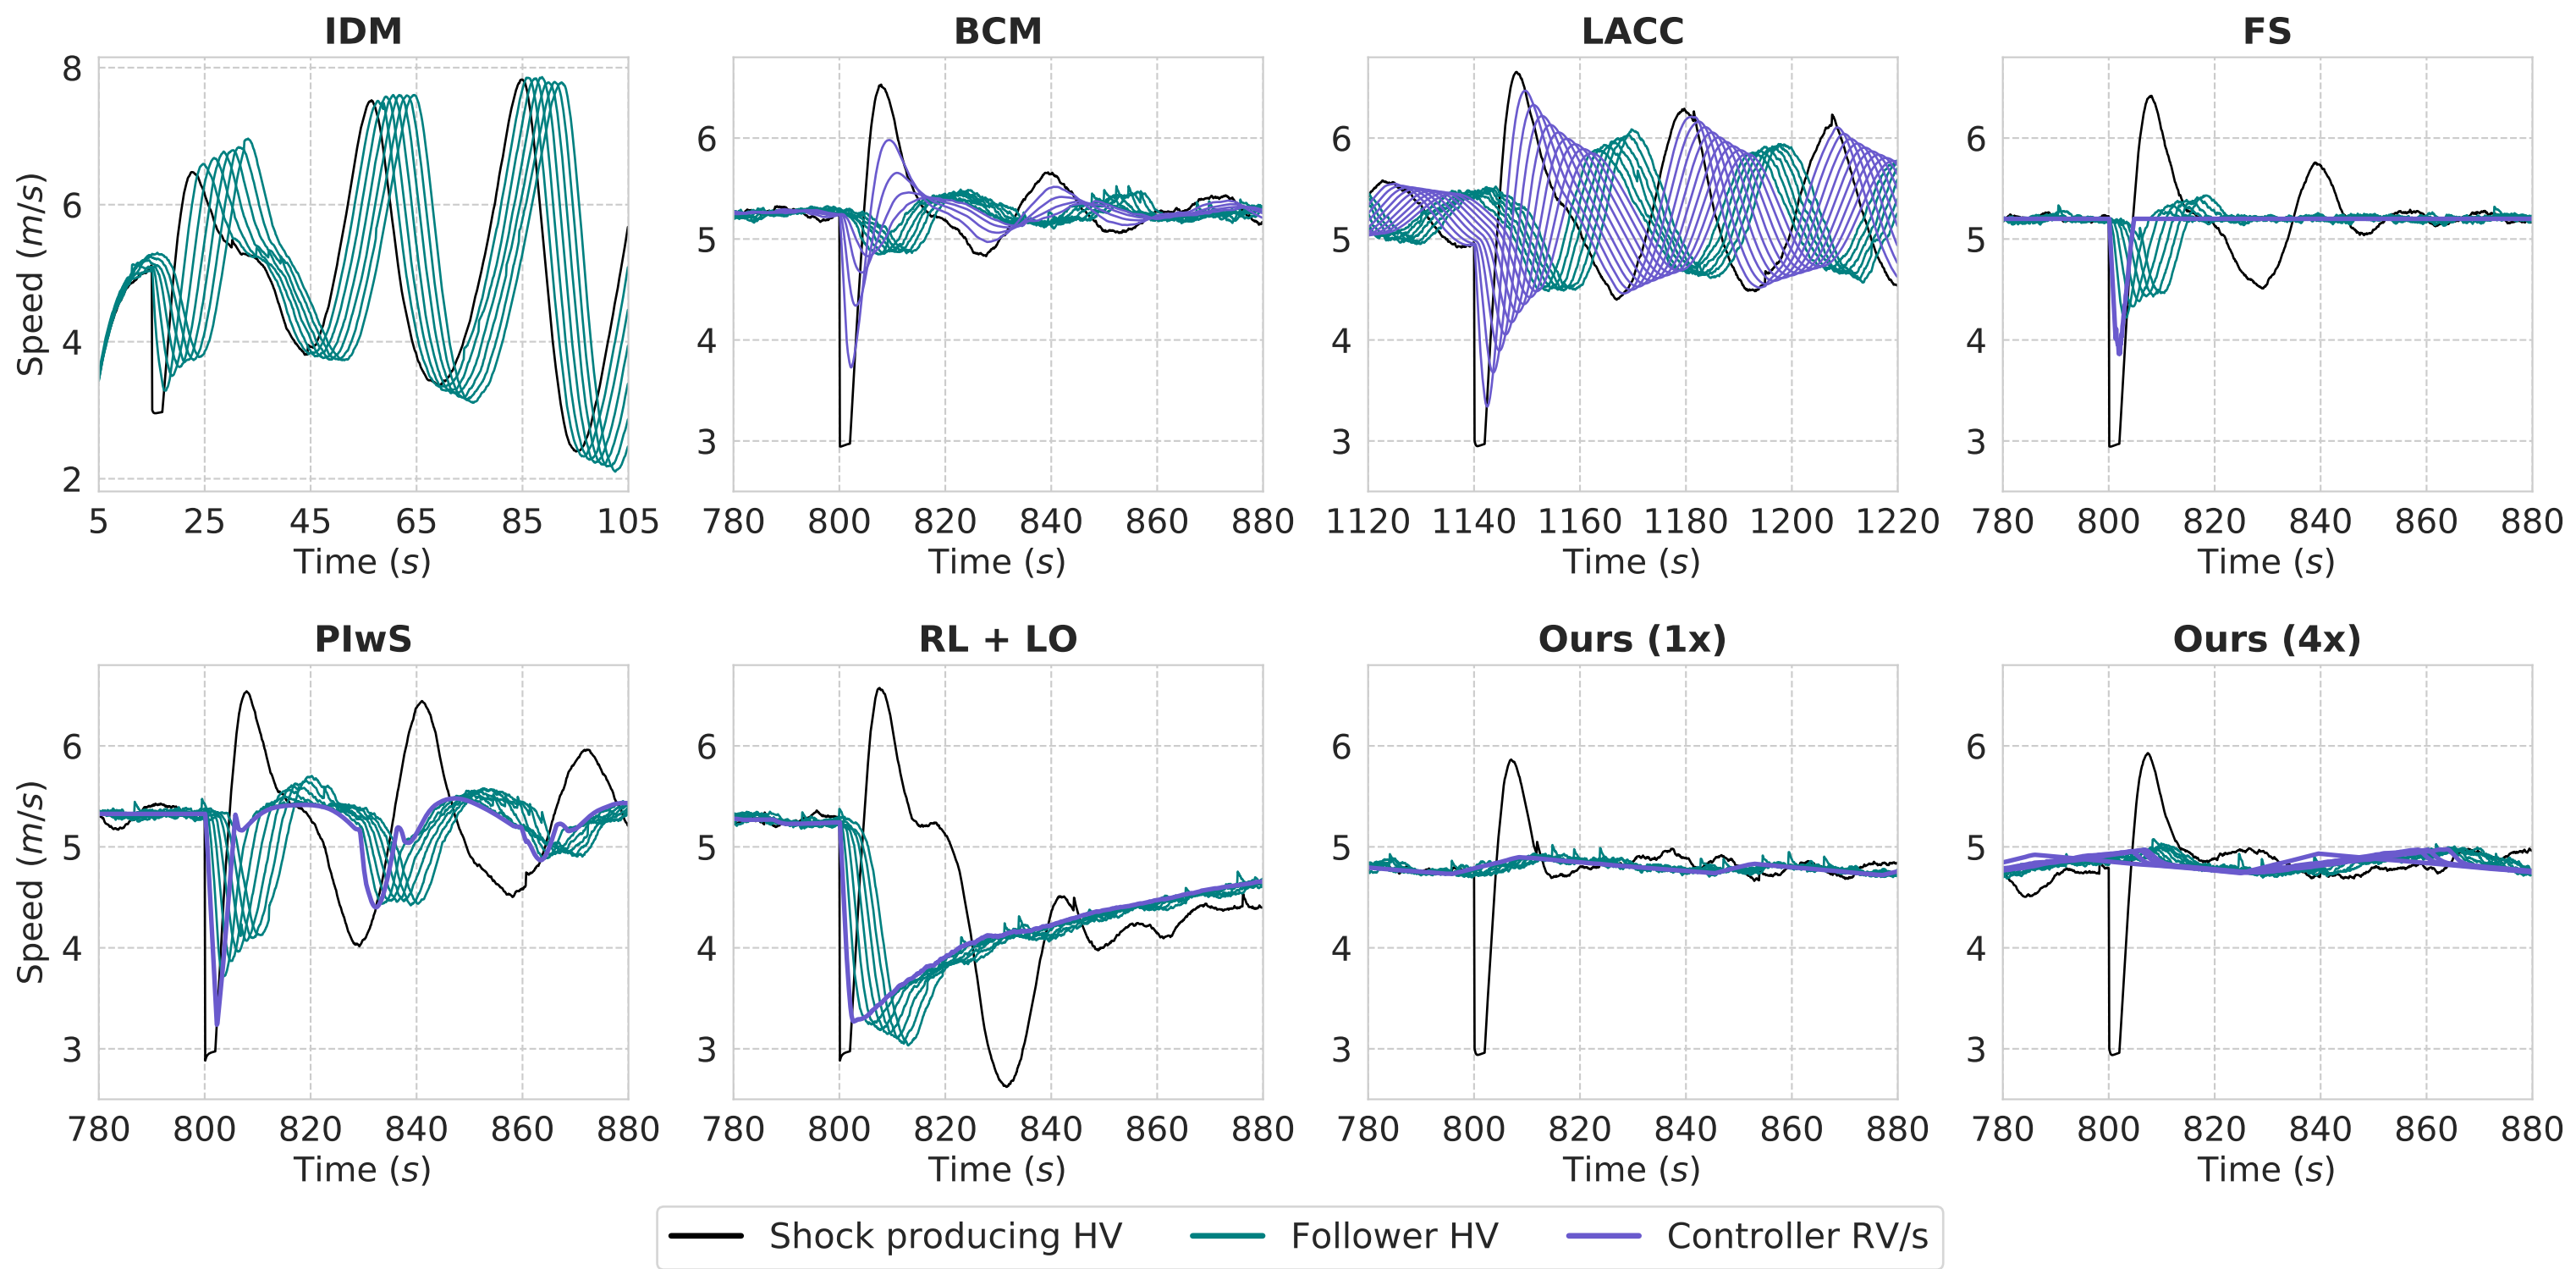 IDM BCM LACC FS
Speed (m/s)
8
6
4
2
5 25 45 65 85 105
Time (s)
6
5
4
3
780 800 820 840 860 880
Time (s)
6
5
4
3
1120 1140 1160 1180 1200 1220
Time (s)
6
5
4
3
780 800 820 840 860 880
Time (s)
PIwS RL + LO Ours (1x) Ours (4x)
Speed (m/s)
6
5
4
3
780 800 820 840 860 880
Time (s)
6
5
4
3
780 800 820 840 860 880
Time (s)
6
5
4
3
780 800 820 840 860 880
Time (s)
6
5
4
3
780 800 820 840 860 880
Time (s)
Shock producing HV Follower HV Controller RV/s